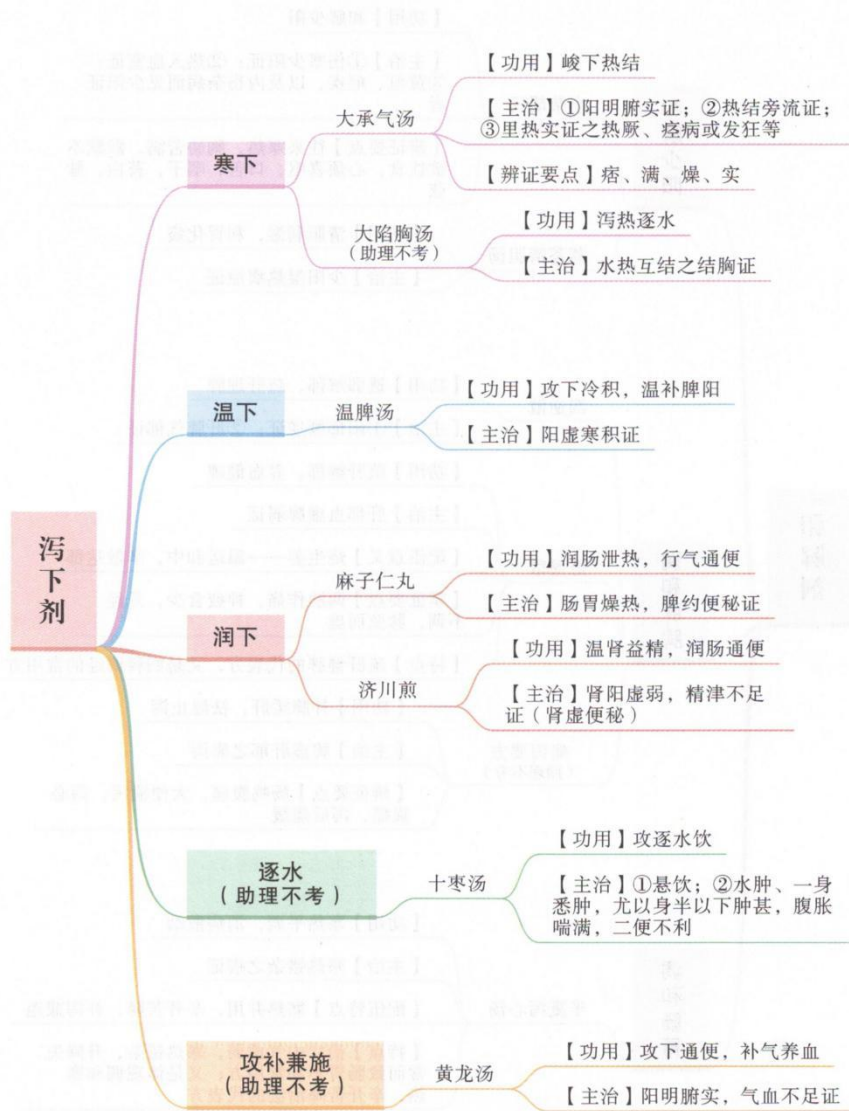 泻下剂
寒下
大承气汤
【功用】峻下热结
【主治】①阳明腑实证；②热结旁流证；
③里热实证之热厥、痉病或发狂等
【辨证要点】痞、满、燥、实
大陷胸汤
（助理不考）
【功用】泻热逐水
【主治】水热互结之结胸证
温下
温脾汤
【功用】攻下冷积，温补脾阳
【主治】阳虚寒积证
润下
麻子仁丸
【功用】润肠泄热，行气通便
【主治】肠胃燥热，脾约便秘证
济川煎
【功用】温肾益精，润肠通便
【主治】肾阳虚弱，精津不足
证（肾虚便秘）
逐水
（助理不考）
十枣汤
【功用】攻逐水饮
【主治】①悬饮；②水肿、一身
悉肿，尤以身半以下肿甚，腹胀
喘满，二便不利
攻补兼施
（助理不考）
黄龙汤
【功用】攻下通便，补气养血
【主治】阳明腑实，气血不足证